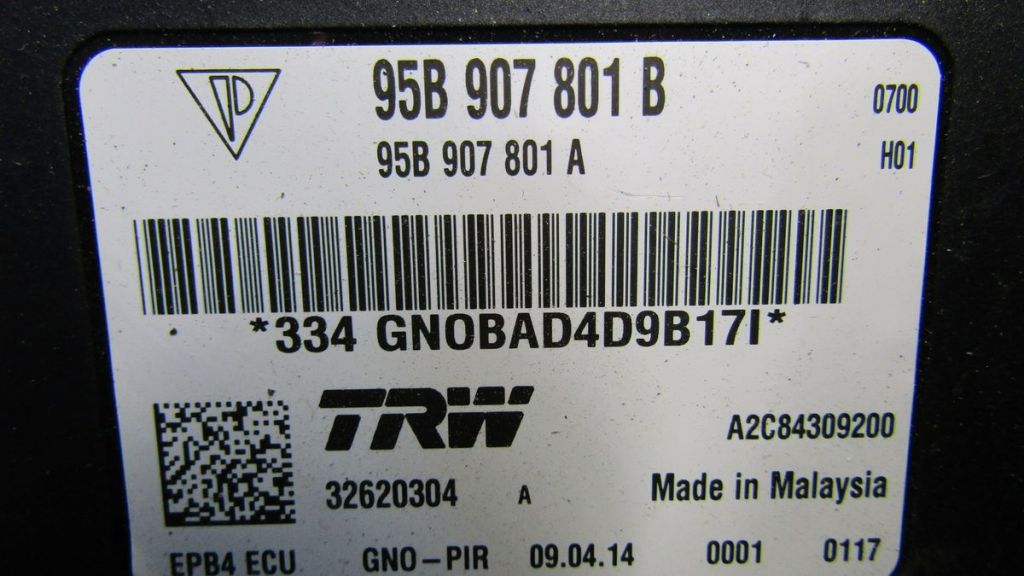 95B 907 801 B
0700
95B 907 801 A
H01
*334 GNOBAD4D9B17I*
TRW
A2C84309200
32620304 A
Made in Malaysia
EPB4 ECU GNO-PIR 09.04.14 0001 0117